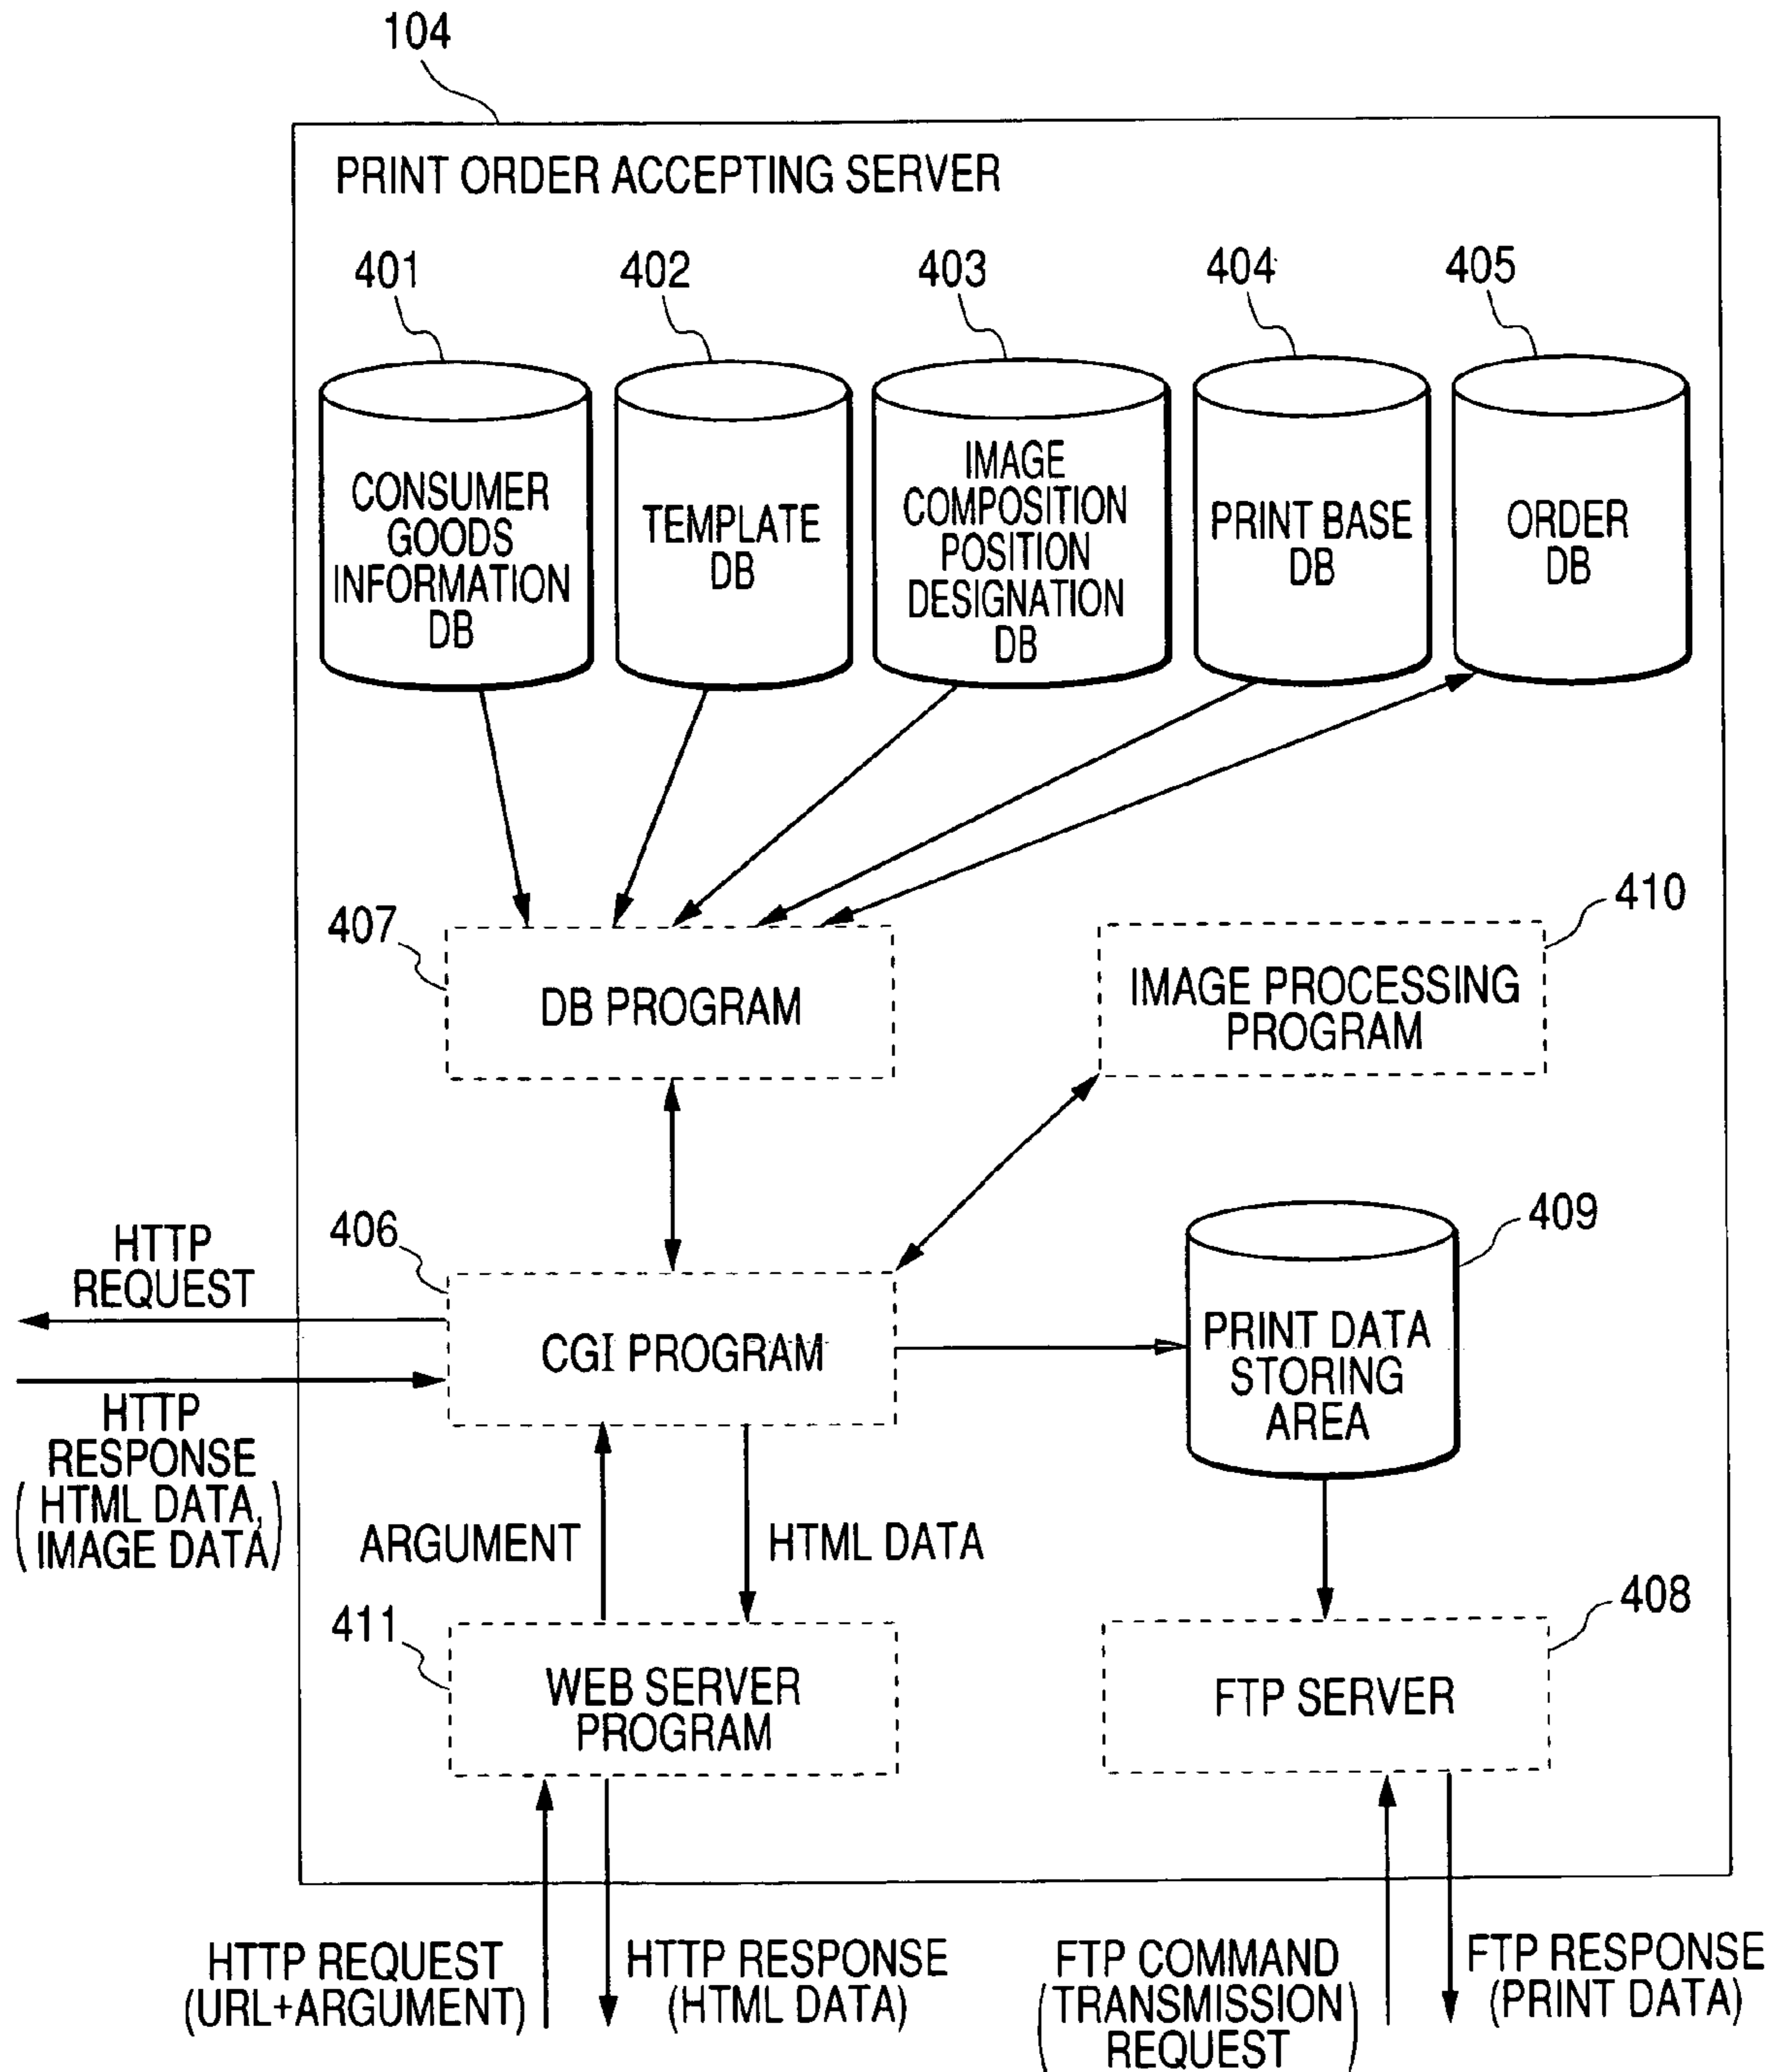 104
PRINT ORDER ACCEPTING SERVER
401
402
403
404
405
CONSUMER
GOODS
INFORMATION
DB
TEMPLATE
DB
IMAGE
COMPOSITION
POSITION
DESIGNATION
DB
PRINT BASE
DB
ORDER
DB
407
DB PROGRAM
410
IMAGE PROCESSING
PROGRAM
HTTP
REQUEST
406
CGI PROGRAM
409
PRINT DATA
STORING
AREA
HTTP
RESPONSE
(HTML DATA,
IMAGE DATA)
ARGUMENT
HTML DATA
411
WEB SERVER
PROGRAM
408
FTP SERVER
HTTP REQUEST
(URL+ARGUMENT)
HTTP RESPONSE
(HTML DATA)
FTP COMMAND
(TRANSMISSION
REQUEST)
FTP RESPONSE
(PRINT DATA)